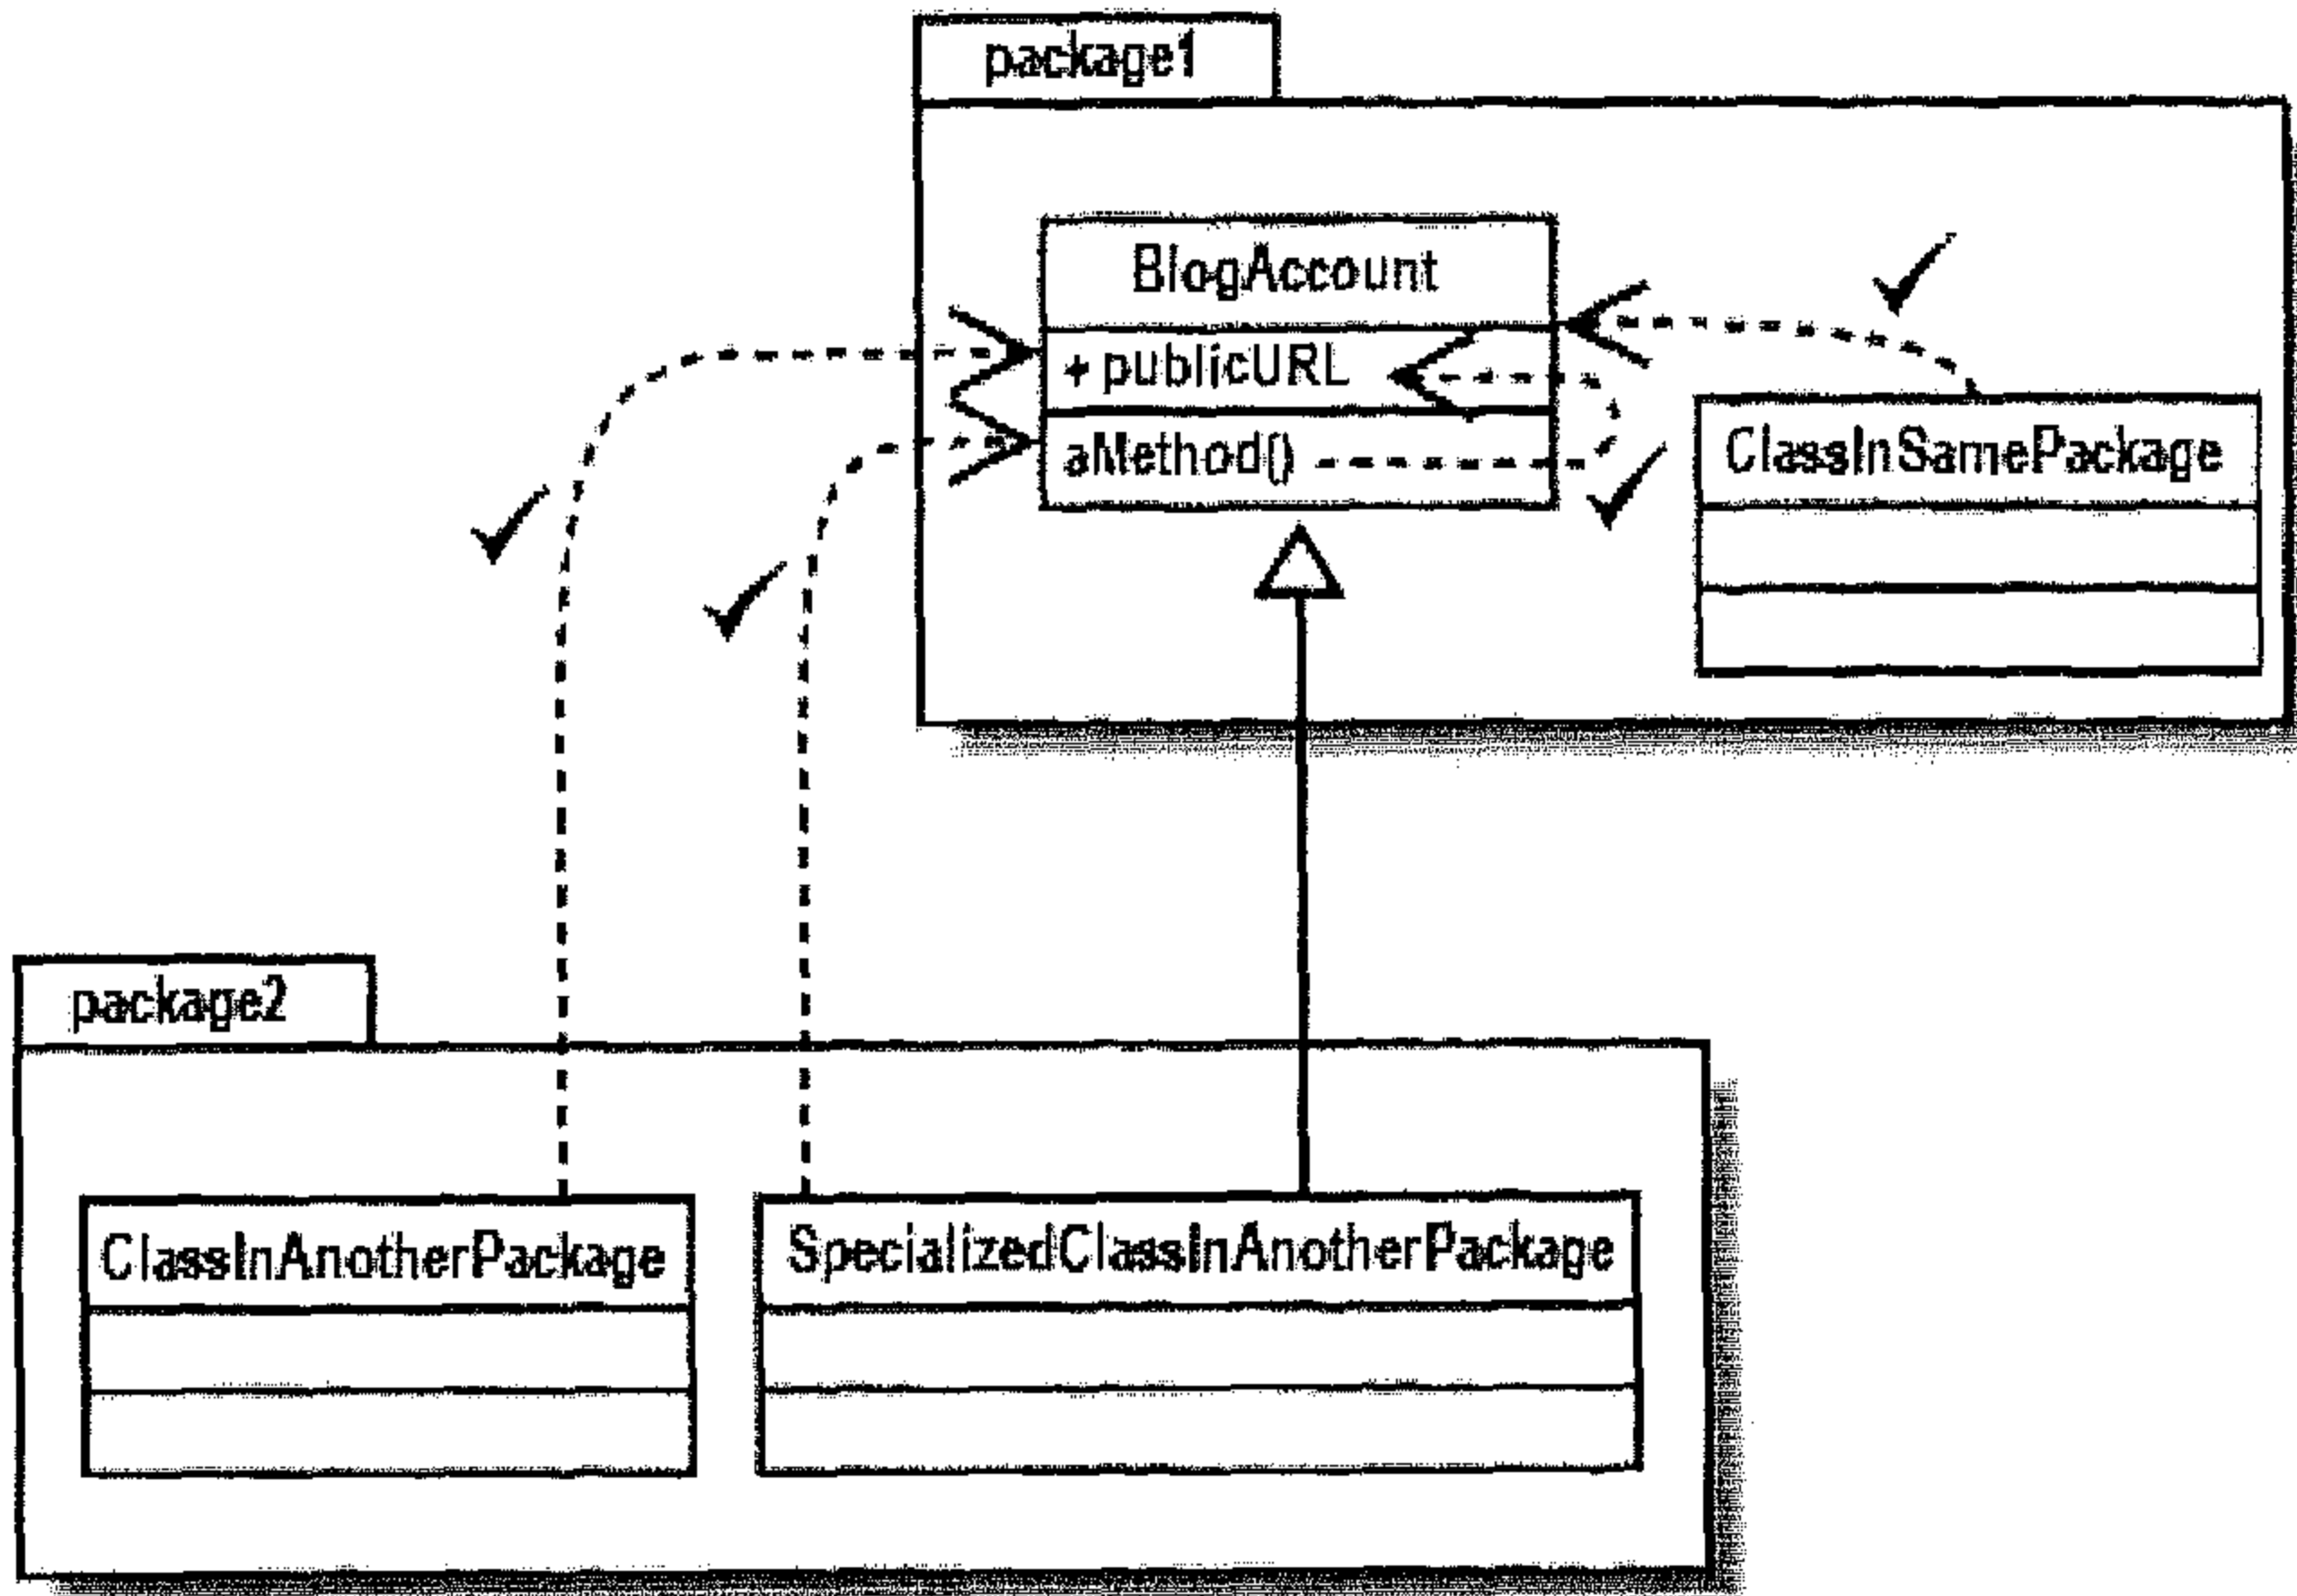 package1
BlogAccount
+ publicURL
aMethod()
ClassInSamePackage
package2
ClassInAnotherPackage
SpecializedClassInAnotherPackage